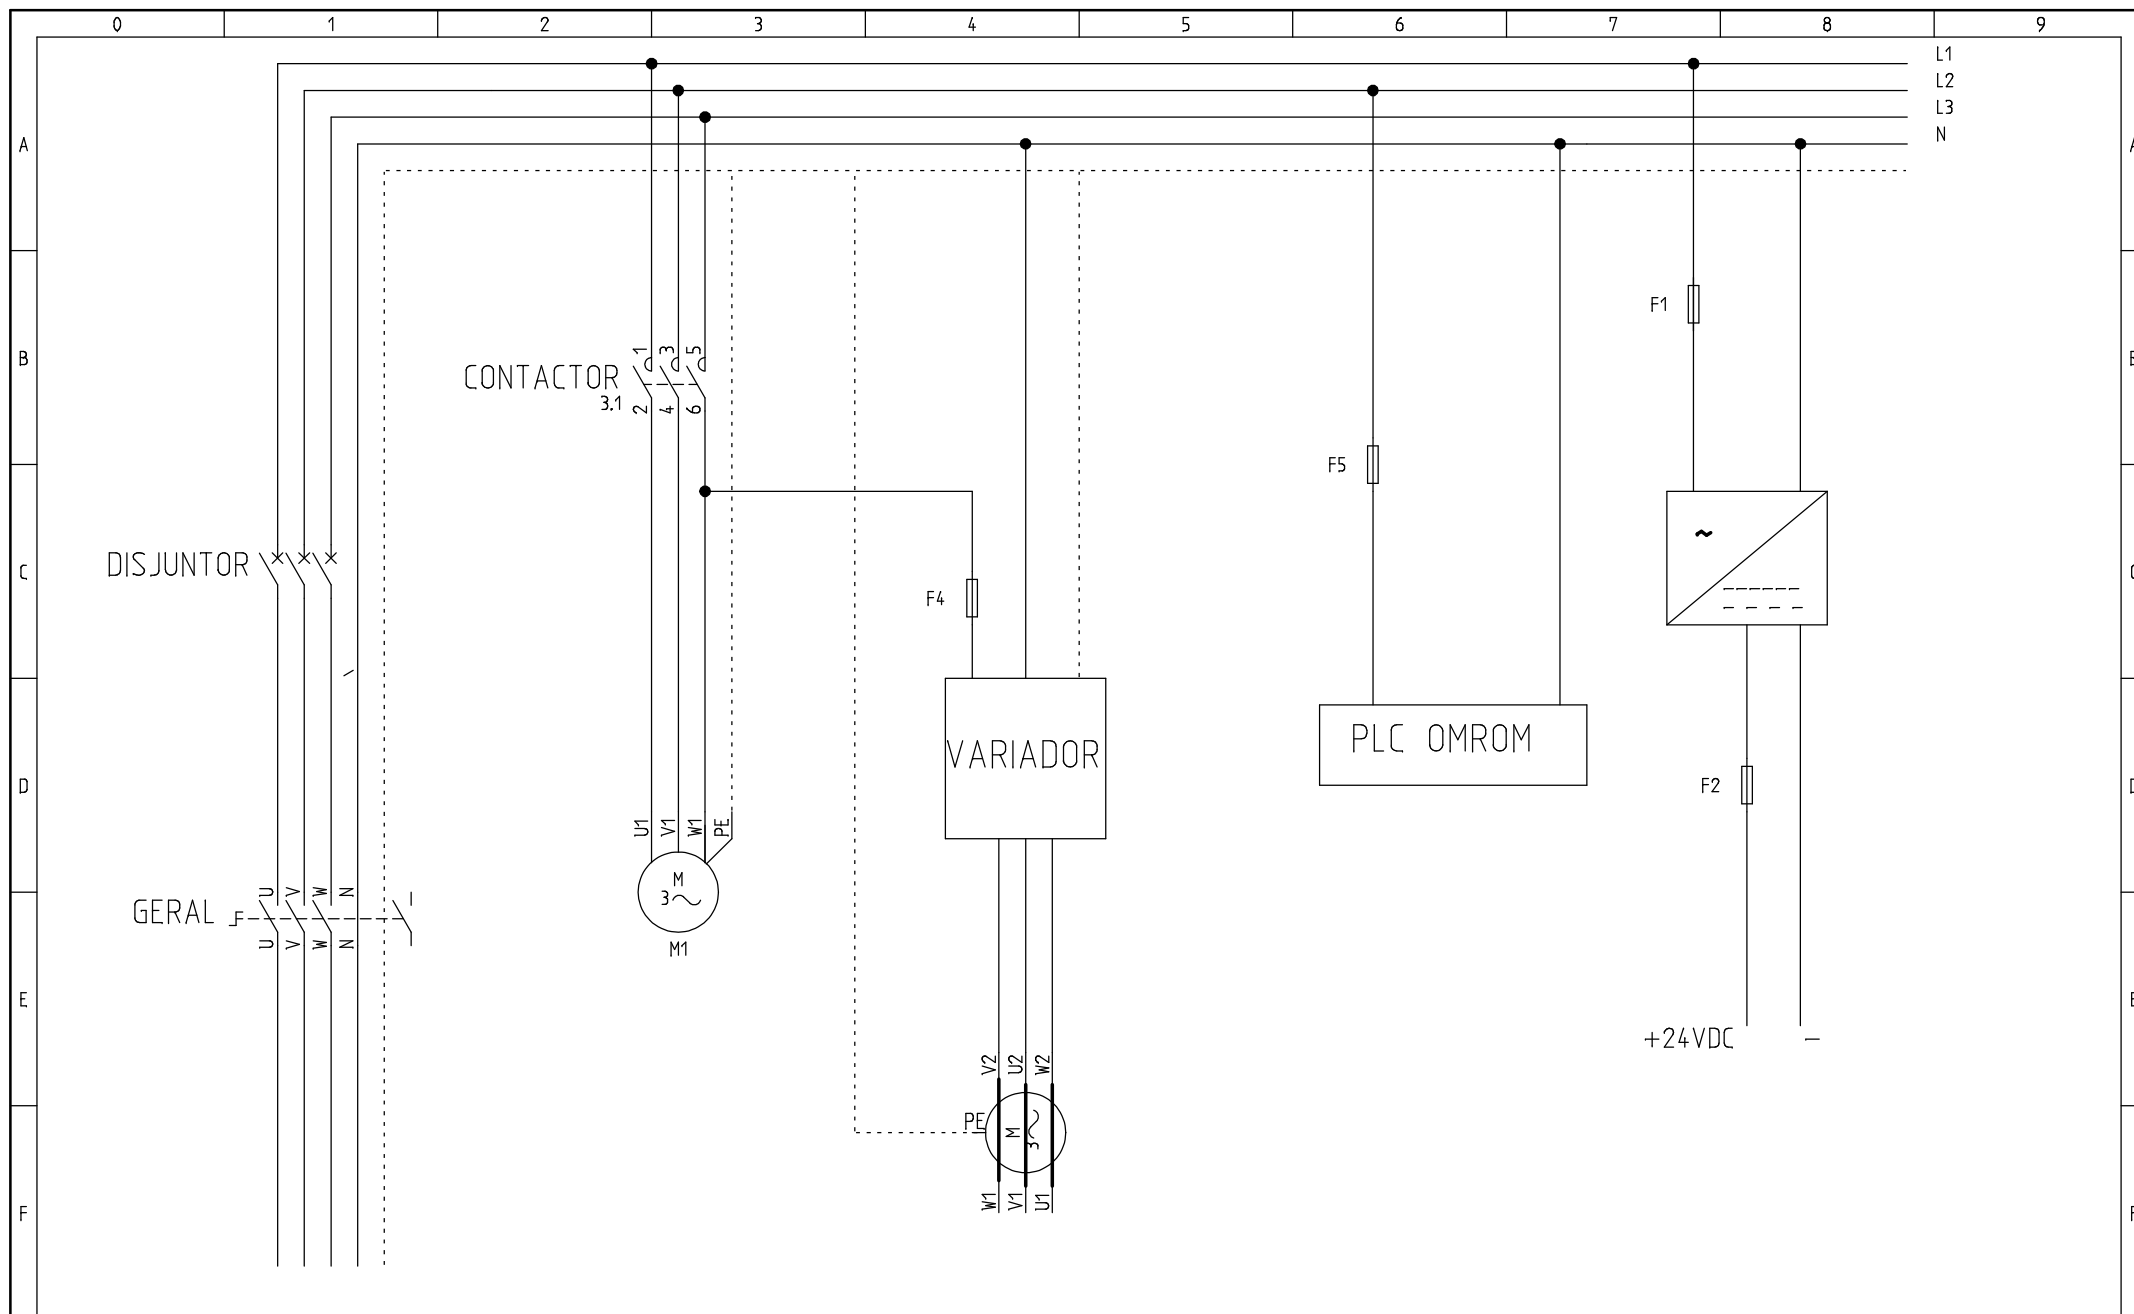 0 1 2 3 4 5 6 7 8 9
L1
L2
L3
N
A
F1
B
CONTACTOR
3.1
1 3 5
2 4 6
F5
DISJUNTOR
C
F4
~
VARIADOR
PLC OMROM
D
F2
U1 V1 W1 PE
M
3~
M1
GERAL
U V W N
U V W N
E
+24VDC -
V2 U2 W2
PE
M
3~
W1 V1 U1
F